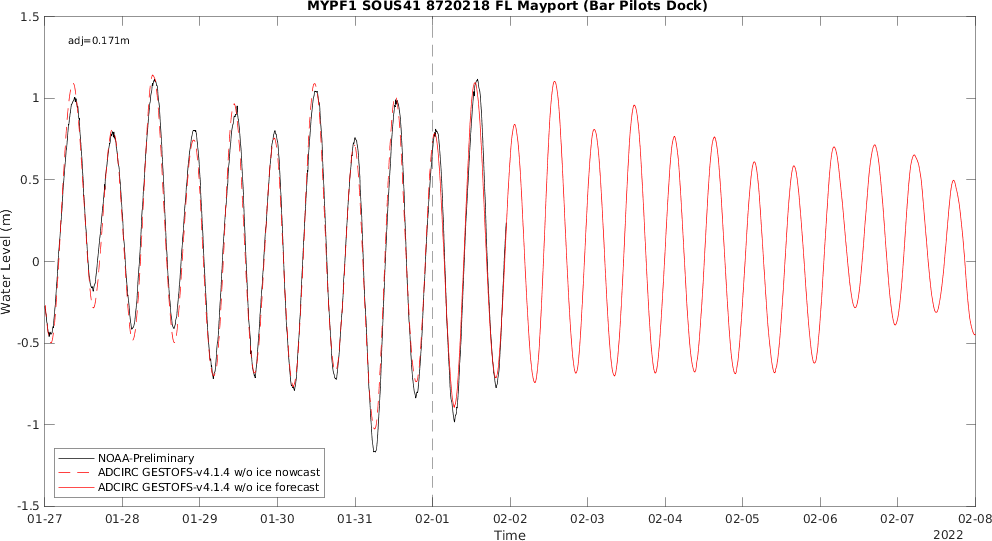 MYPF1 SOUS41 8720218 FL Mayport (Bar Pilots Dock)
adj=0.171m
1.5
1
0.5
0
-0.5
-1
-1.5
Water Level (m)
NOAA-Preliminary
ADCIRC GESTOFS-v4.1.4 w/o ice nowcast
ADCIRC GESTOFS-v4.1.4 w/o ice forecast
01-27 01-28 01-29 01-30 01-31 02-01 02-02 02-03 02-04 02-05 02-06 02-07 02-08
Time
2022